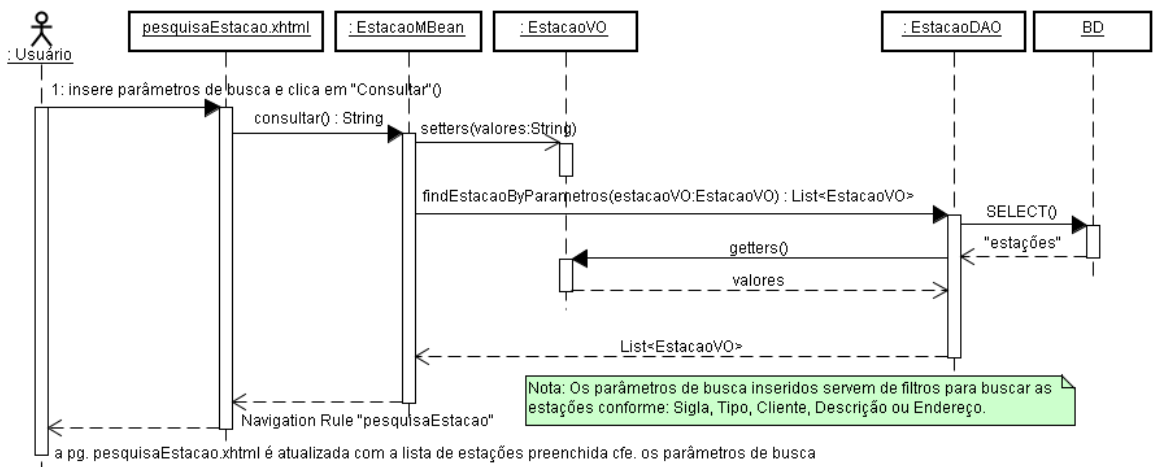 pesquisaEstacao.xhtml
: EstacaoMBean
: EstacaoVO
: EstacaoDAO
BD
: Usuário
1: insere parâmetros de busca e clica em "Consultar"()
consultar() : String
setters(valores:String)
findEstacaoByParametros(estacaoVO:EstacaoVO) : List<EstacaoVO>
SELECT()
"estações"
getters()
valores
List<EstacaoVO>
Nota: Os parâmetros de busca inseridos servem de filtros para buscar as
estações conforme: Sigla, Tipo, Cliente, Descrição ou Endereço.
Navigation Rule "pesquisaEstacao"
a pg. pesquisaEstacao.xhtml é atualizada com a lista de estações preenchida cfe. os parâmetros de busca